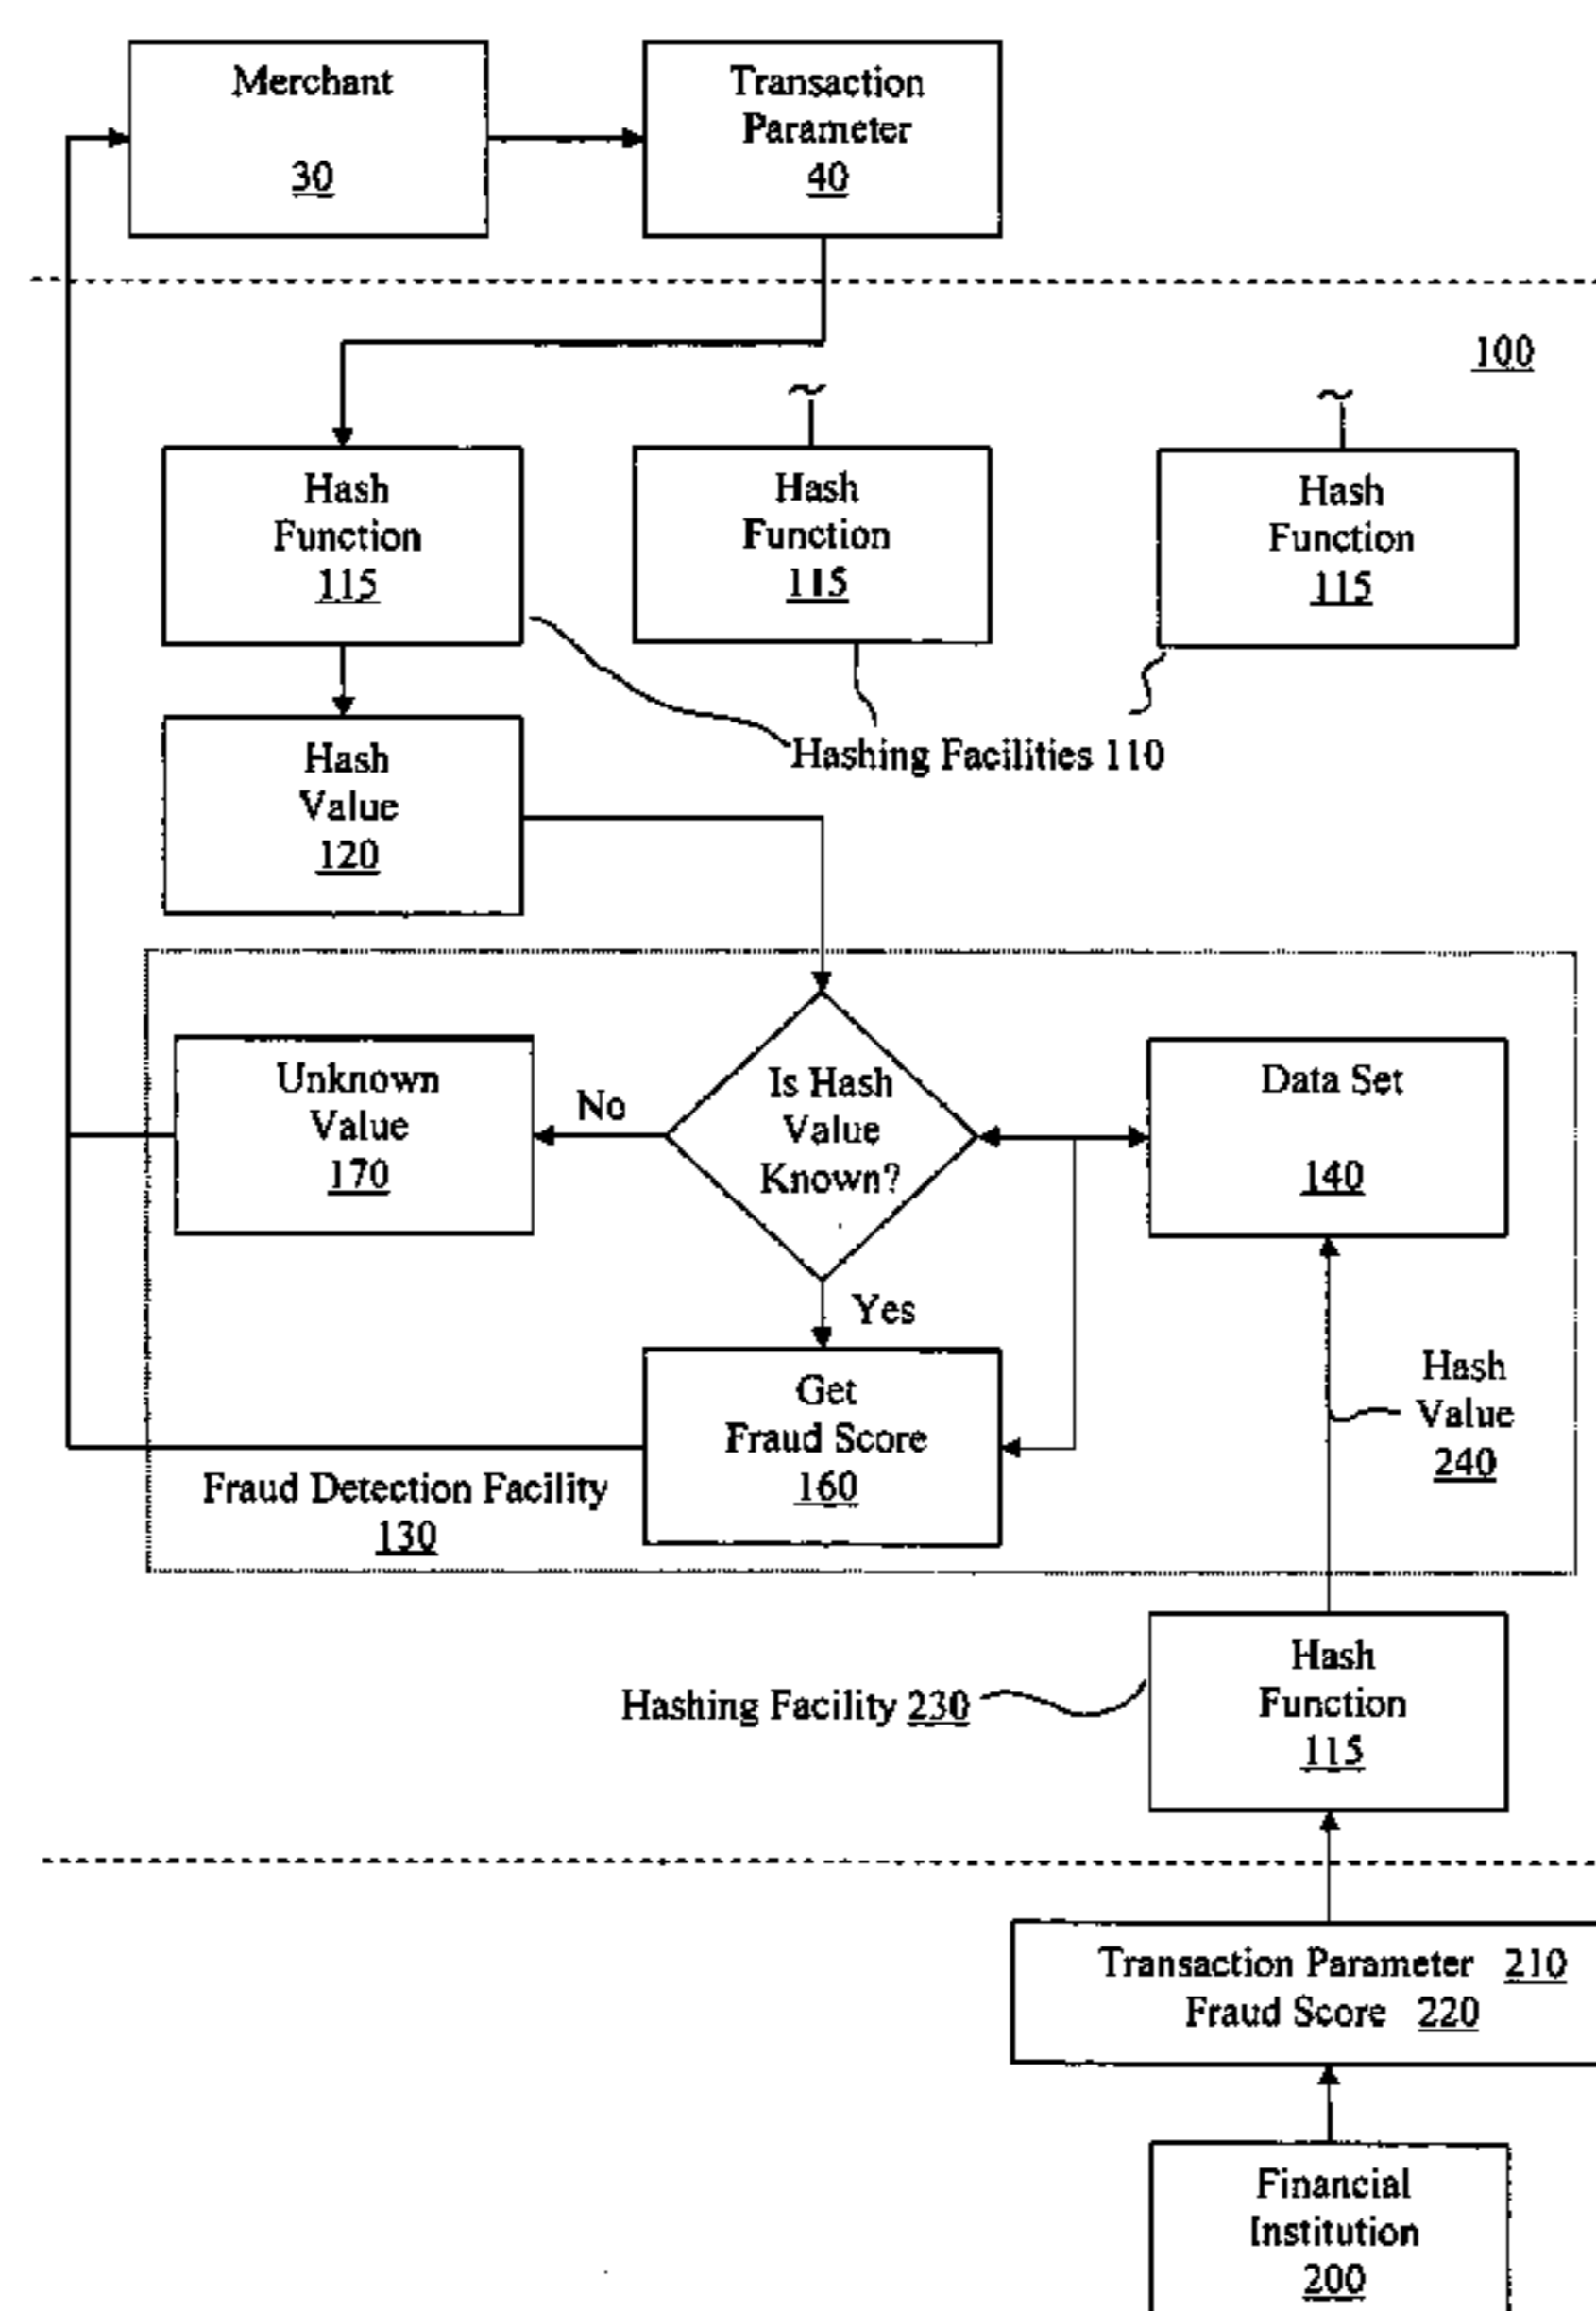 Merchant
30
Transaction
Parameter
40
100
Hash
Function
115
Hash
Function
115
Hash
Function
115
Hashing Facilities 110
Hash
Value
120
Unknown
Value
170
No
Is Hash
Value
Known?
Data Set
140
Yes
Get
Fraud Score
160
Hash
Value
240
Fraud Detection Facility
130
Hashing Facility 230
Hash
Function
115
Transaction Parameter 210
Fraud Score 220
Financial
Institution
200